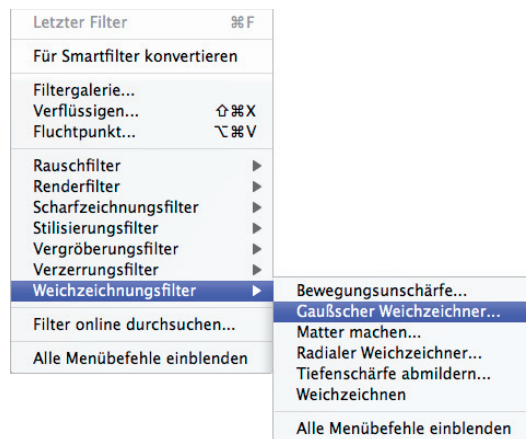 Letzter Filter ⌘F
Für Smartfilter konvertieren
Filtergalerie...
Verflüssigen... ⇧⌘X
Fluchtpunkt... ⌥⌘V
Rauschfilter
Renderfilter
Scharfzeichnungsfilter
Stilisierungsfilter
Vergröberungsfilter
Verzerrungsfilter
Weichzeichnungsfilter
Filter online durchsuchen...
Alle Menübefehle einblenden
Bewegungsunschärfe...
Gaußscher Weichzeichner...
Matter machen...
Radialer Weichzeichner...
Tiefenschärfe abmildern...
Weichzeichnen
Alle Menübefehle einblenden